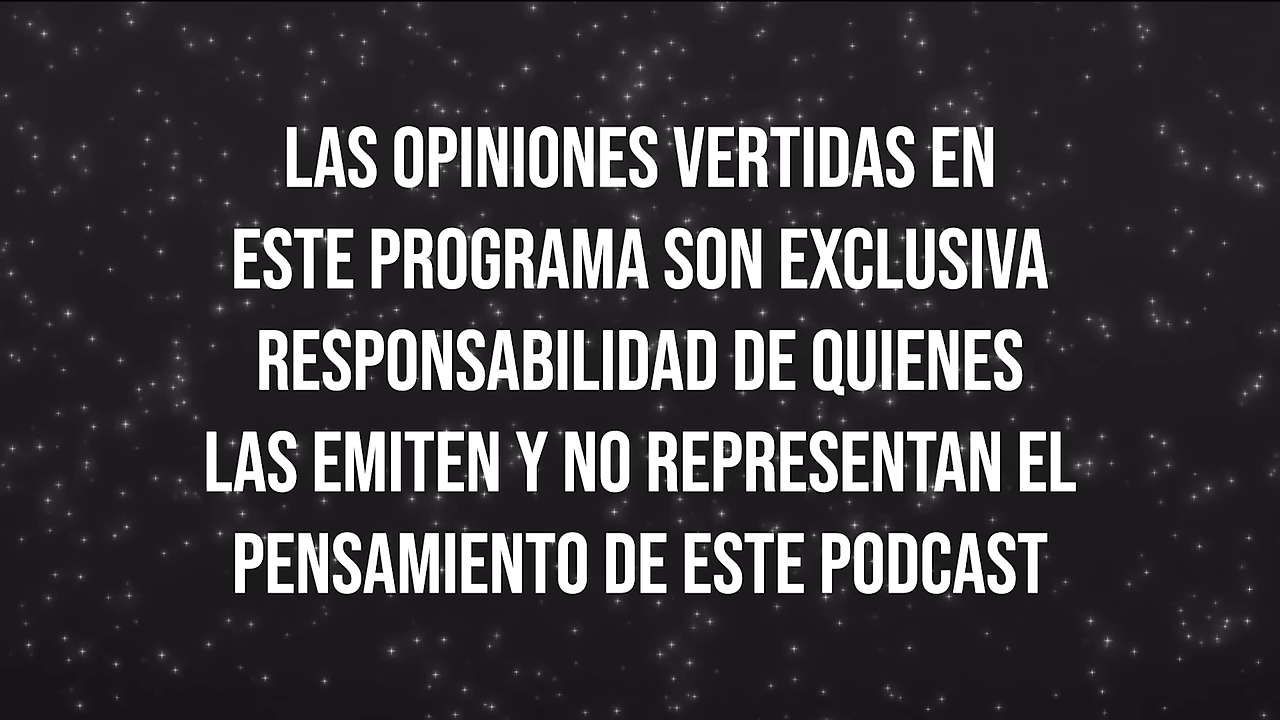 LAS OPINIONES VERTIDAS EN
ESTE PROGRAMA SON EXCLUSIVA
RESPONSABILIDAD DE QUIENES
LAS EMITEN Y NO REPRESENTAN EL
PENSAMIENTO DE ESTE PODCAST